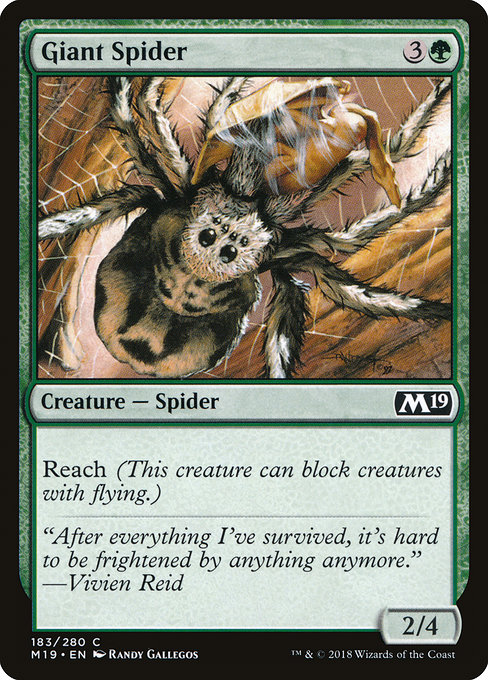 Giant Spider 3
Creature — Spider
M19
Reach (This creature can block creatures
with flying.)
“After everything I’ve survived, it’s hard
to be frightened by anything anymore.”
—Vivien Reid
2/4
183/280 C
M19 • EN Randy Gallegos
™ & © 2018 Wizards of the Coast